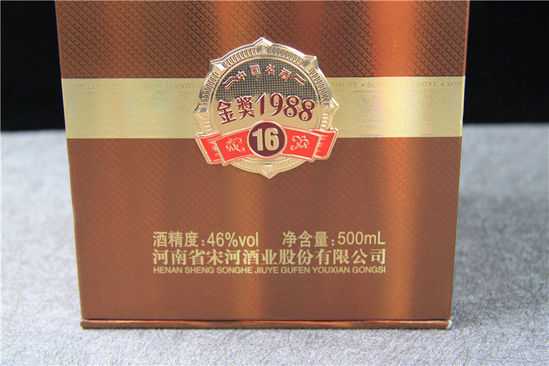 中国名酒
金奖1988
16
酒精度:46%vol 净含量:500mL
河南省宋河酒业股份有限公司
HENAN SHENG SONGHE JIUYE GUFEN YOUXIAN GONGSI